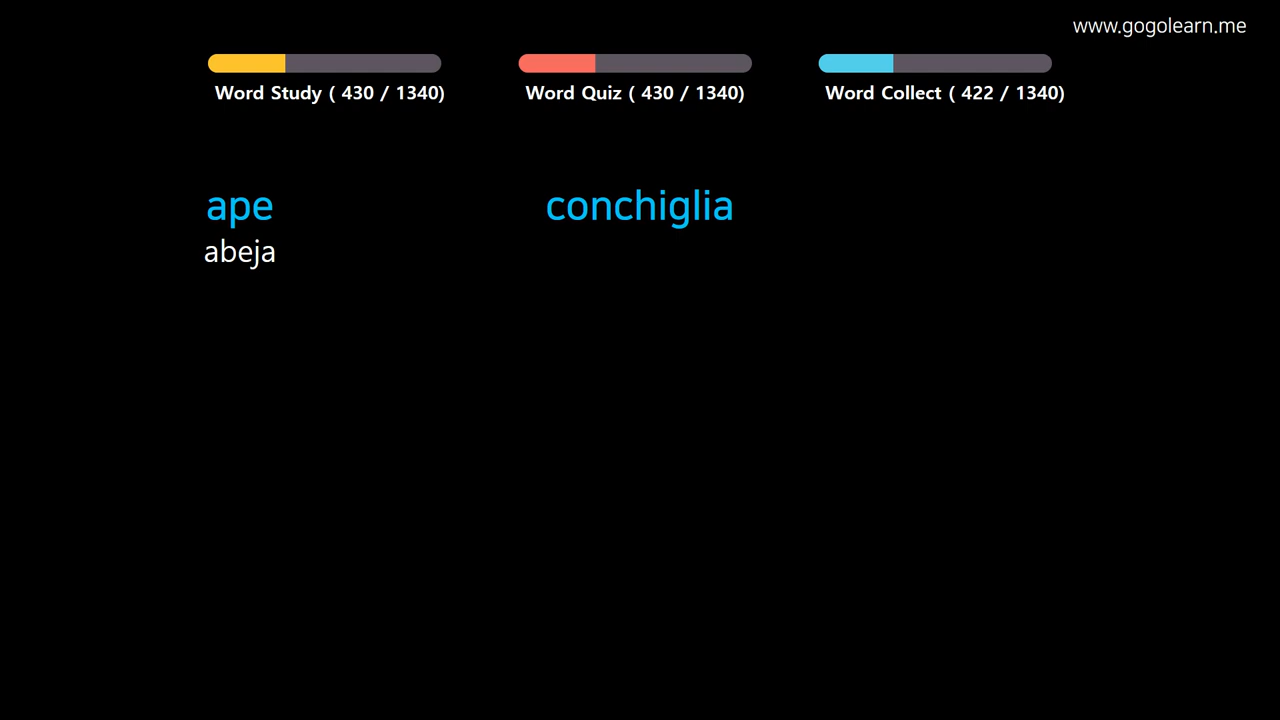 www.gogolearn.me
Word Study ( 430 / 1340)
Word Quiz ( 430 / 1340)
Word Collect ( 422 / 1340)
ape
conchiglia
abeja